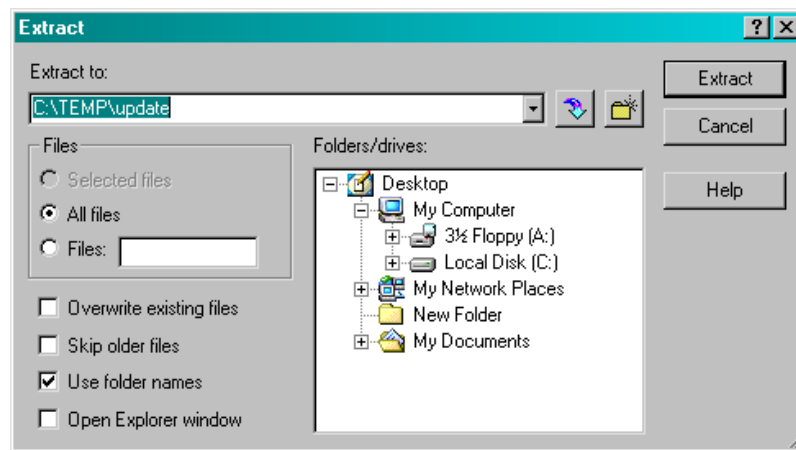 Extract
Extract to:
C:\TEMP\update
Extract
Cancel
Help
Files
Selected files
All files
Files:
Overwrite existing files
Skip older files
Use folder names
Open Explorer window
Folders/drives:
Desktop
My Computer
3½ Floppy (A:)
Local Disk (C:)
My Network Places
New Folder
My Documents